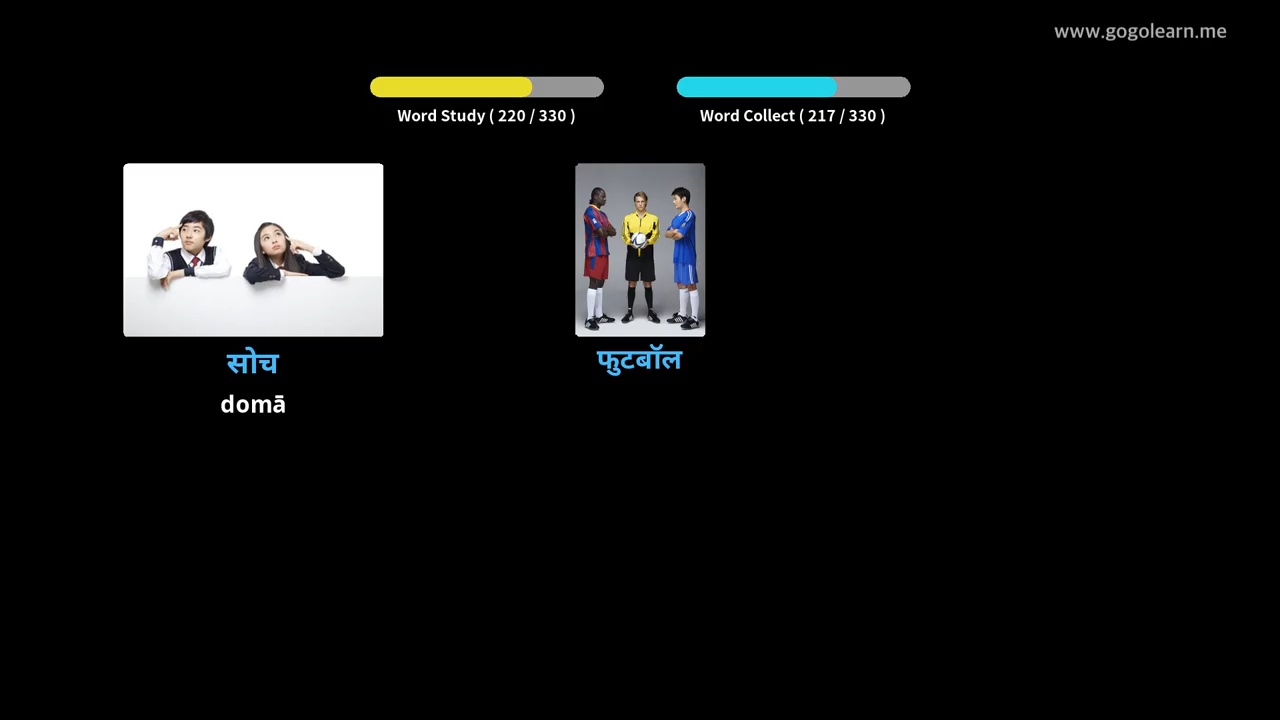 www.gogolearn.me
Word Study ( 220 / 330 )
Word Collect ( 217 / 330 )
सोच
फुटबॉल
domā